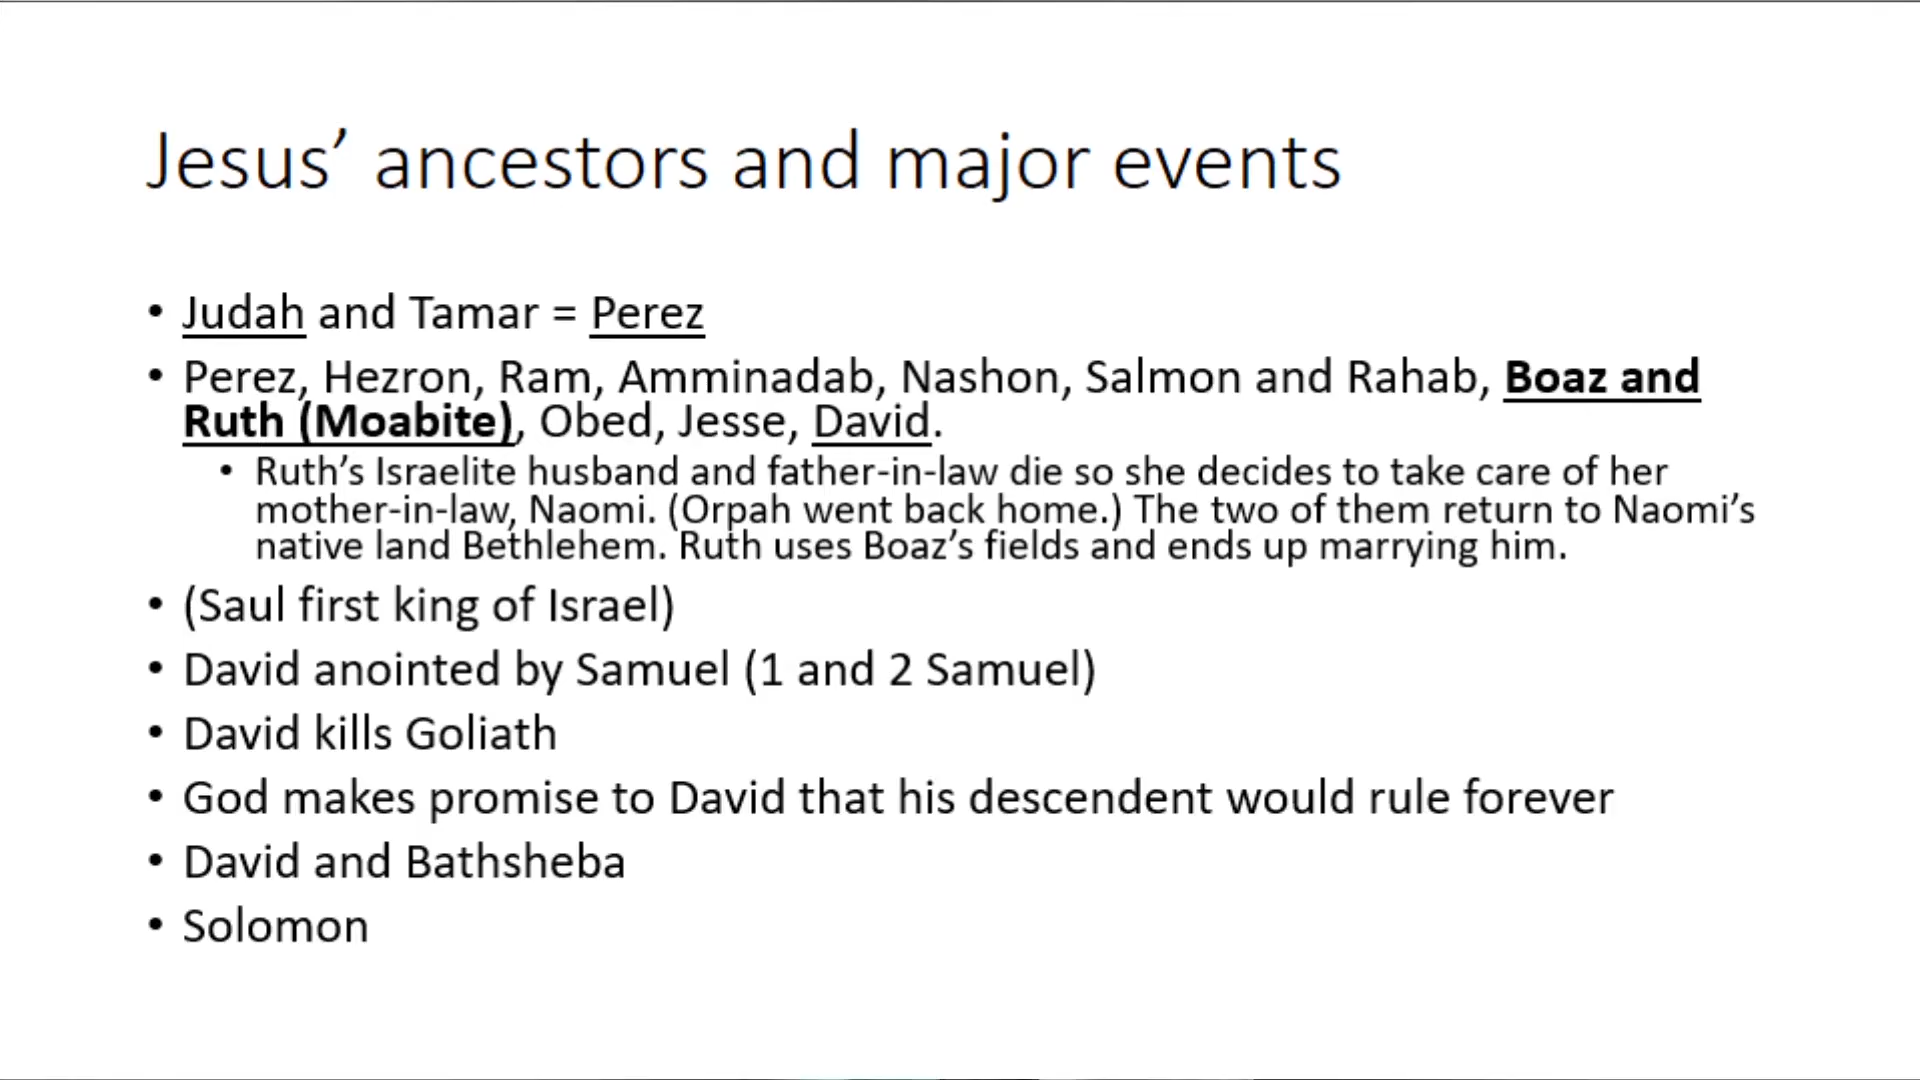 Jesus’ ancestors and major events
• Judah and Tamar = Perez
• Perez, Hezron, Ram, Amminadab, Nashon, Salmon and Rahab, Boaz and
Ruth (Moabite), Obed, Jesse, David.
• Ruth’s Israelite husband and father-in-law die so she decides to take care of her
mother-in-law, Naomi. (Orpah went back home.) The two of them return to Naomi’s
native land Bethlehem. Ruth uses Boaz’s fields and ends up marrying him.
• (Saul first king of Israel)
• David anointed by Samuel (1 and 2 Samuel)
• David kills Goliath
• God makes promise to David that his descendent would rule forever
• David and Bathsheba
• Solomon